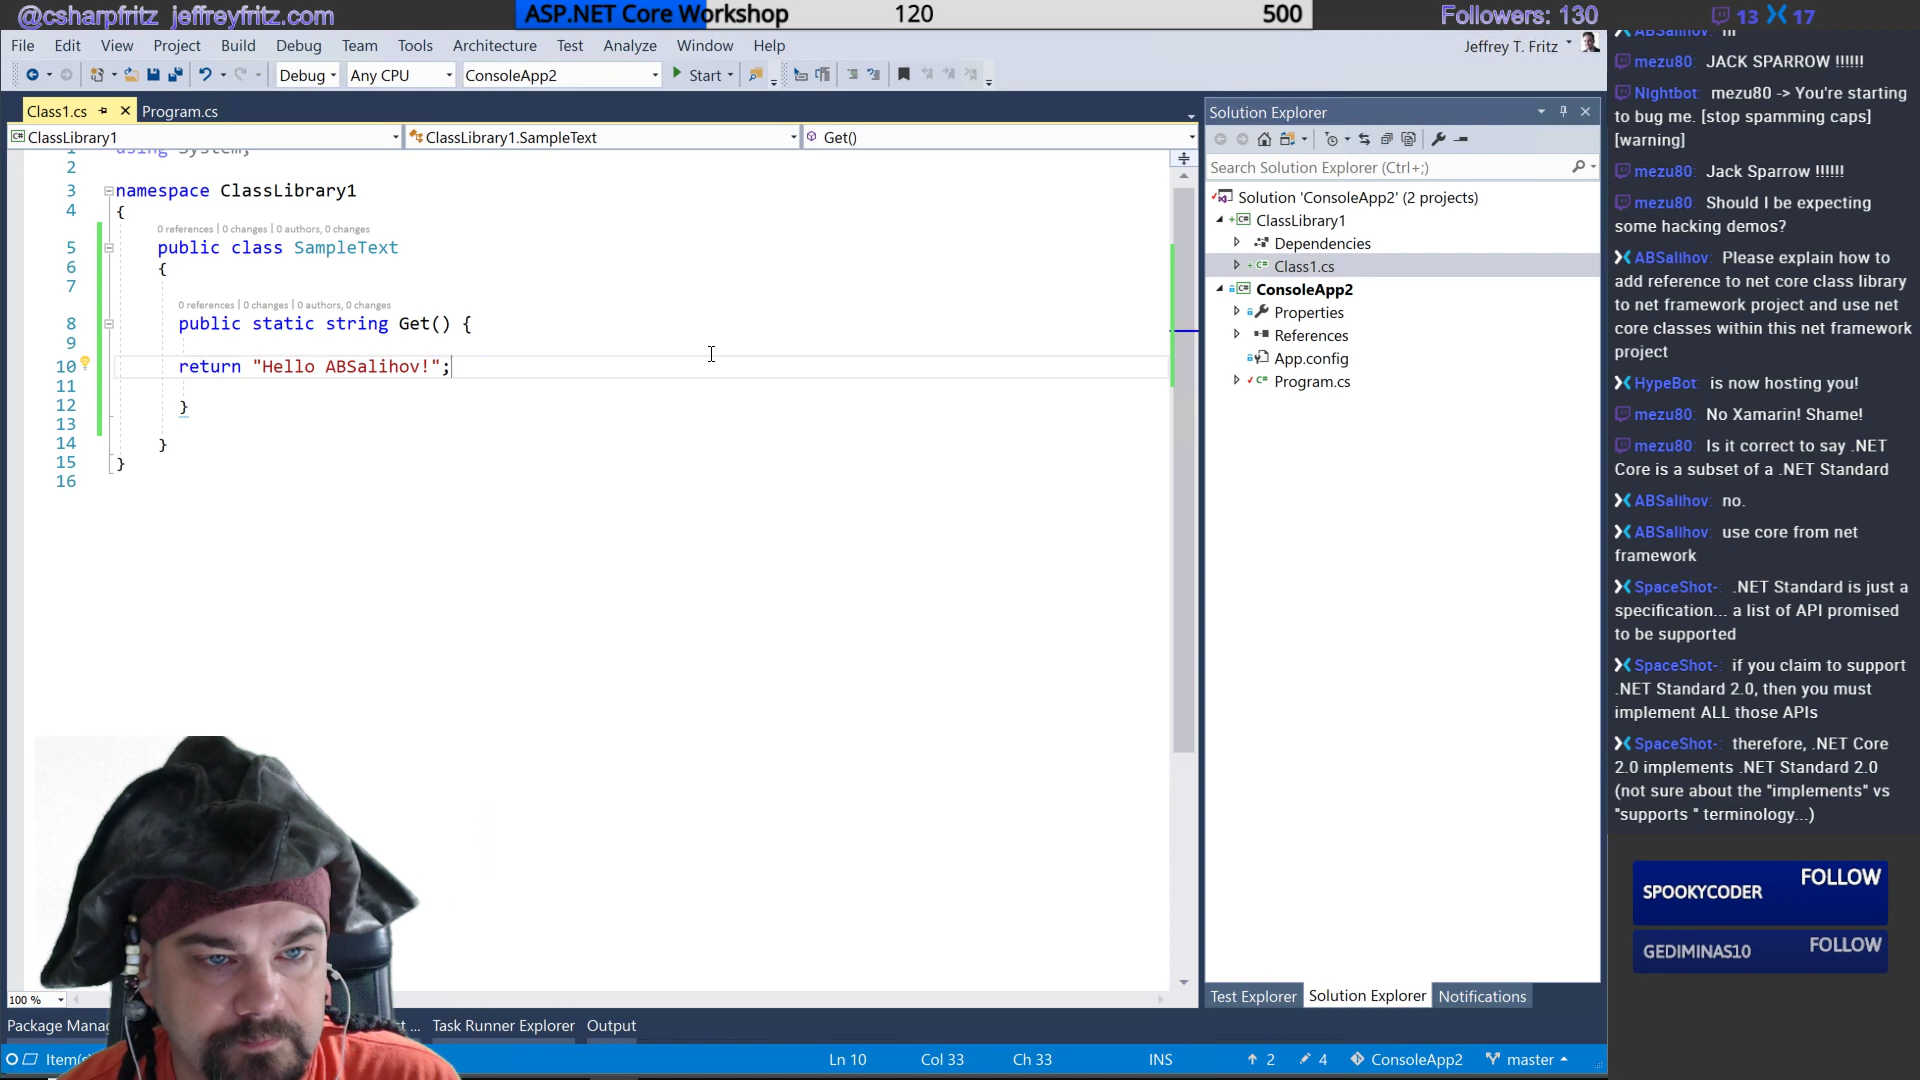 @csharpfritz jeffreyfritz.com
ASP.NET Core Workshop 120 500
Followers: 130
13 17
File Edit View Project Build Debug Team Tools Architecture Test Analyze Window Help
Jeffrey T. Fritz
Debug Any CPU ConsoleApp2 Start
Class1.cs Program.cs
ClassLibrary1 ClassLibrary1.SampleText Get()
1 using System;
2
3 namespace ClassLibrary1
4 {
0 references | 0 changes | 0 authors, 0 changes
5 public class SampleText
6 {
7
0 references | 0 changes | 0 authors, 0 changes
8 public static string Get() {
9
10 return "Hello ABSalihov!";
11
12 }
13
14 }
15 }
16
100 %
Solution Explorer
Search Solution Explorer (Ctrl+;)
Solution 'ConsoleApp2' (2 projects)
ClassLibrary1
Dependencies
Class1.cs
ConsoleApp2
Properties
References
App.config
Program.cs
Test Explorer Solution Explorer Notifications
Task Runner Explorer Output
Ln 10 Col 33 Ch 33 INS 2 4 ConsoleApp2 master
ABSalihov: hi
mezu80: JACK SPARROW !!!!!!
Nightbot: mezu80 -> You're starting
to bug me. [stop spamming caps]
[warning]
mezu80: Jack Sparrow !!!!!!
mezu80: Should I be expecting
some hacking demos?
ABSalihov: Please explain how to
add reference to net core class library
to net framework project and use net
core classes within this net framework
project
HypeBot: is now hosting you!
mezu80: No Xamarin! Shame!
mezu80: Is it correct to say .NET
Core is a subset of a .NET Standard
ABSalihov: no.
ABSalihov: use core from net
framework
SpaceShot-: .NET Standard is just a
specification... a list of API promised
to be supported
SpaceShot-: if you claim to support
.NET Standard 2.0, then you must
implement ALL those APIs
SpaceShot-: therefore, .NET Core
2.0 implements .NET Standard 2.0
(not sure about the "implements" vs
"supports " terminology...)
SPOOKYCODER FOLLOW
GEDIMINAS10 FOLLOW